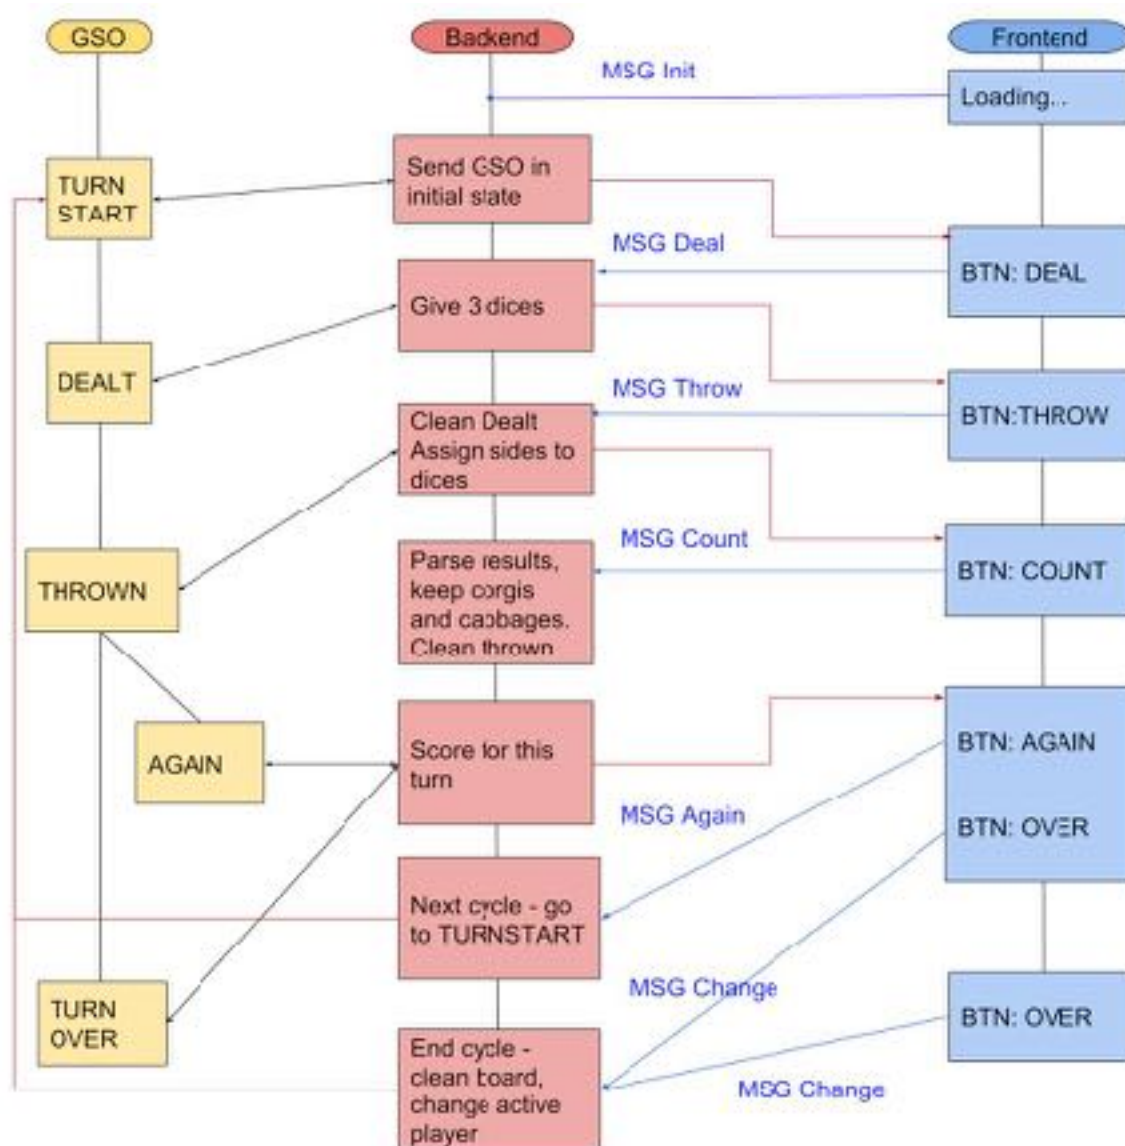 GSO
Backend
Frontend
MSG Init
Loading...
TURN
START
Send GSO in
initial state
MSG Deal
BTN: DEAL
Give 3 dices
DEALT
MSG Throw
BTN:THROW
Clean Dealt
Assign sides to
dices
MSG Count
BTN: COUNT
THROWN
Parse results,
keep corgis
and cabbages.
Clean thrown
AGAIN
Score for this
turn
BTN: AGAIN
MSG Again
BTN: OVER
Next cycle - go
to TURNSTART
MSG Change
TURN
OVER
BTN: OVER
End cycle -
clean board,
change active
player
MSG Change